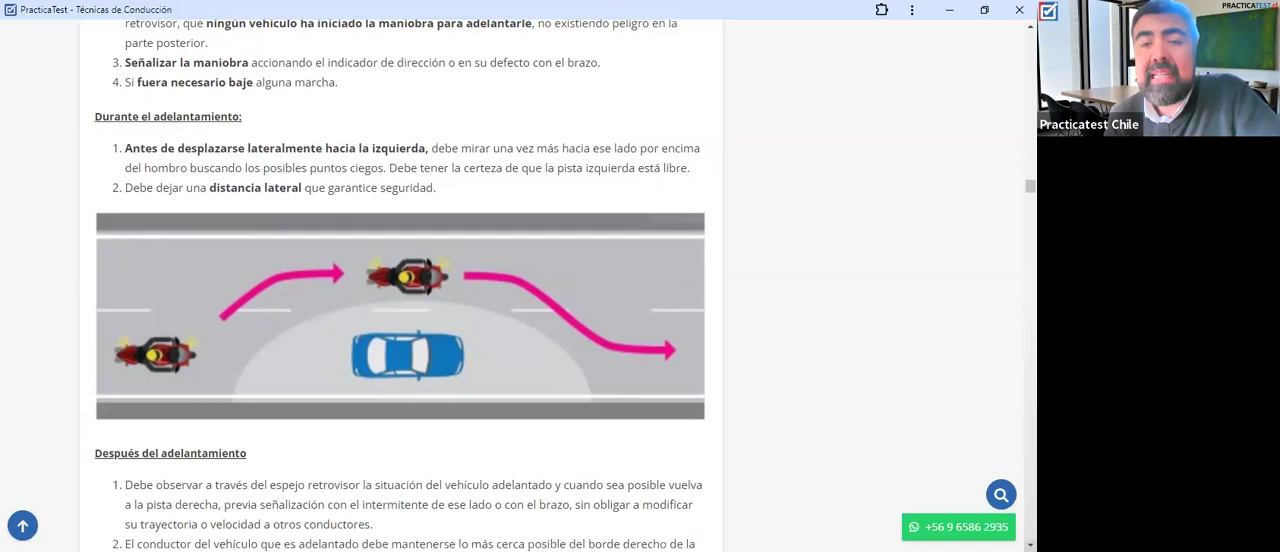 PracticaTest - Técnicas de Conducción
PRACTICATEST
retrovisor, que ningún vehículo ha iniciado la maniobra para adelantarle, no existiendo peligro en la
parte posterior.
3. Señalizar la maniobra accionando el indicador de dirección o en su defecto con el brazo.
4. Si fuera necesario baje alguna marcha.
Practicatest Chile
Durante el adelantamiento:
1. Antes de desplazarse lateralmente hacia la izquierda, debe mirar una vez más hacia ese lado por encima
del hombro buscando los posibles puntos ciegos. Debe tener la certeza de que la pista izquierda está libre.
2. Debe dejar una distancia lateral que garantice seguridad.
Después del adelantamiento
1. Debe observar a través del espejo retrovisor la situación del vehículo adelantado y cuando sea posible vuelva
a la pista derecha, previa señalización con el intermitente de ese lado o con el brazo, sin obligar a modificar
su trayectoria o velocidad a otros conductores.
+56 9 6586 2935
2. El conductor del vehículo que es adelantado debe mantenerse lo más cerca posible del borde derecho de la